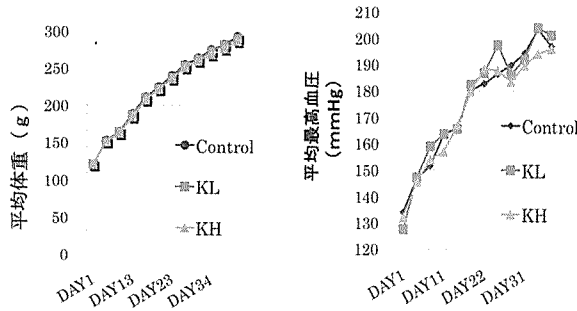 平均体重（g）
300
250
200
150
100
50
0
DAY1
DAY13
DAY23
DAY34
Control
KL
KH
平均最高血圧
(mmHg)
210
200
190
180
170
160
150
140
130
120
DAY1
DAY11
DAY22
DAY31
Control
KL
KH